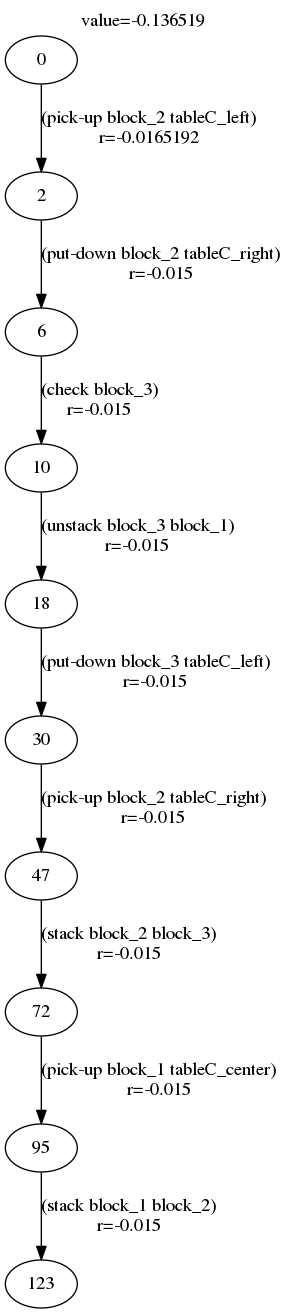 value=-0.136519
0
(pick-up block_2 tableC_left)
r=-0.0165192
2
(put-down block_2 tableC_right)
r=-0.015
6
(check block_3)
r=-0.015
10
(unstack block_3 block_1)
r=-0.015
18
(put-down block_3 tableC_left)
r=-0.015
30
(pick-up block_2 tableC_right)
r=-0.015
47
(stack block_2 block_3)
r=-0.015
72
(pick-up block_1 tableC_center)
r=-0.015
95
(stack block_1 block_2)
r=-0.015
123